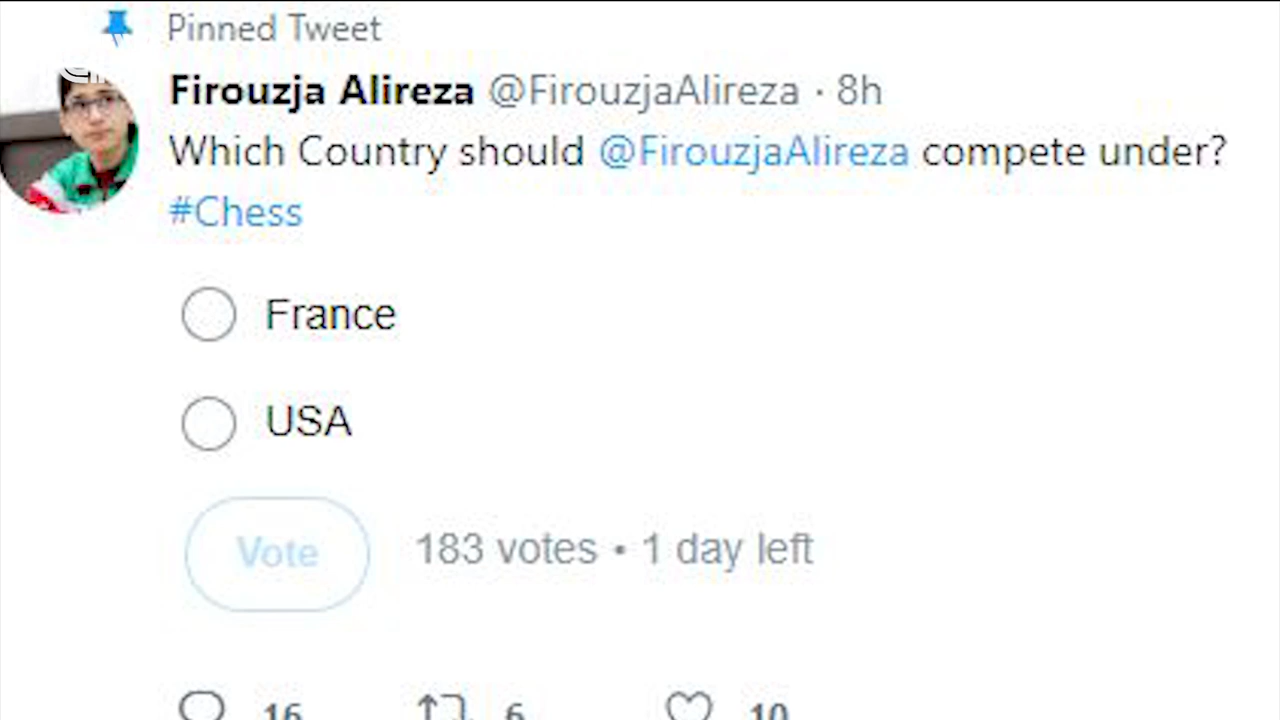 Pinned Tweet
Firouzja Alireza @FirouzjaAlireza · 8h
Which Country should @FirouzjaAlireza compete under?
#Chess
France
USA
Vote 183 votes • 1 day left
16 6 10